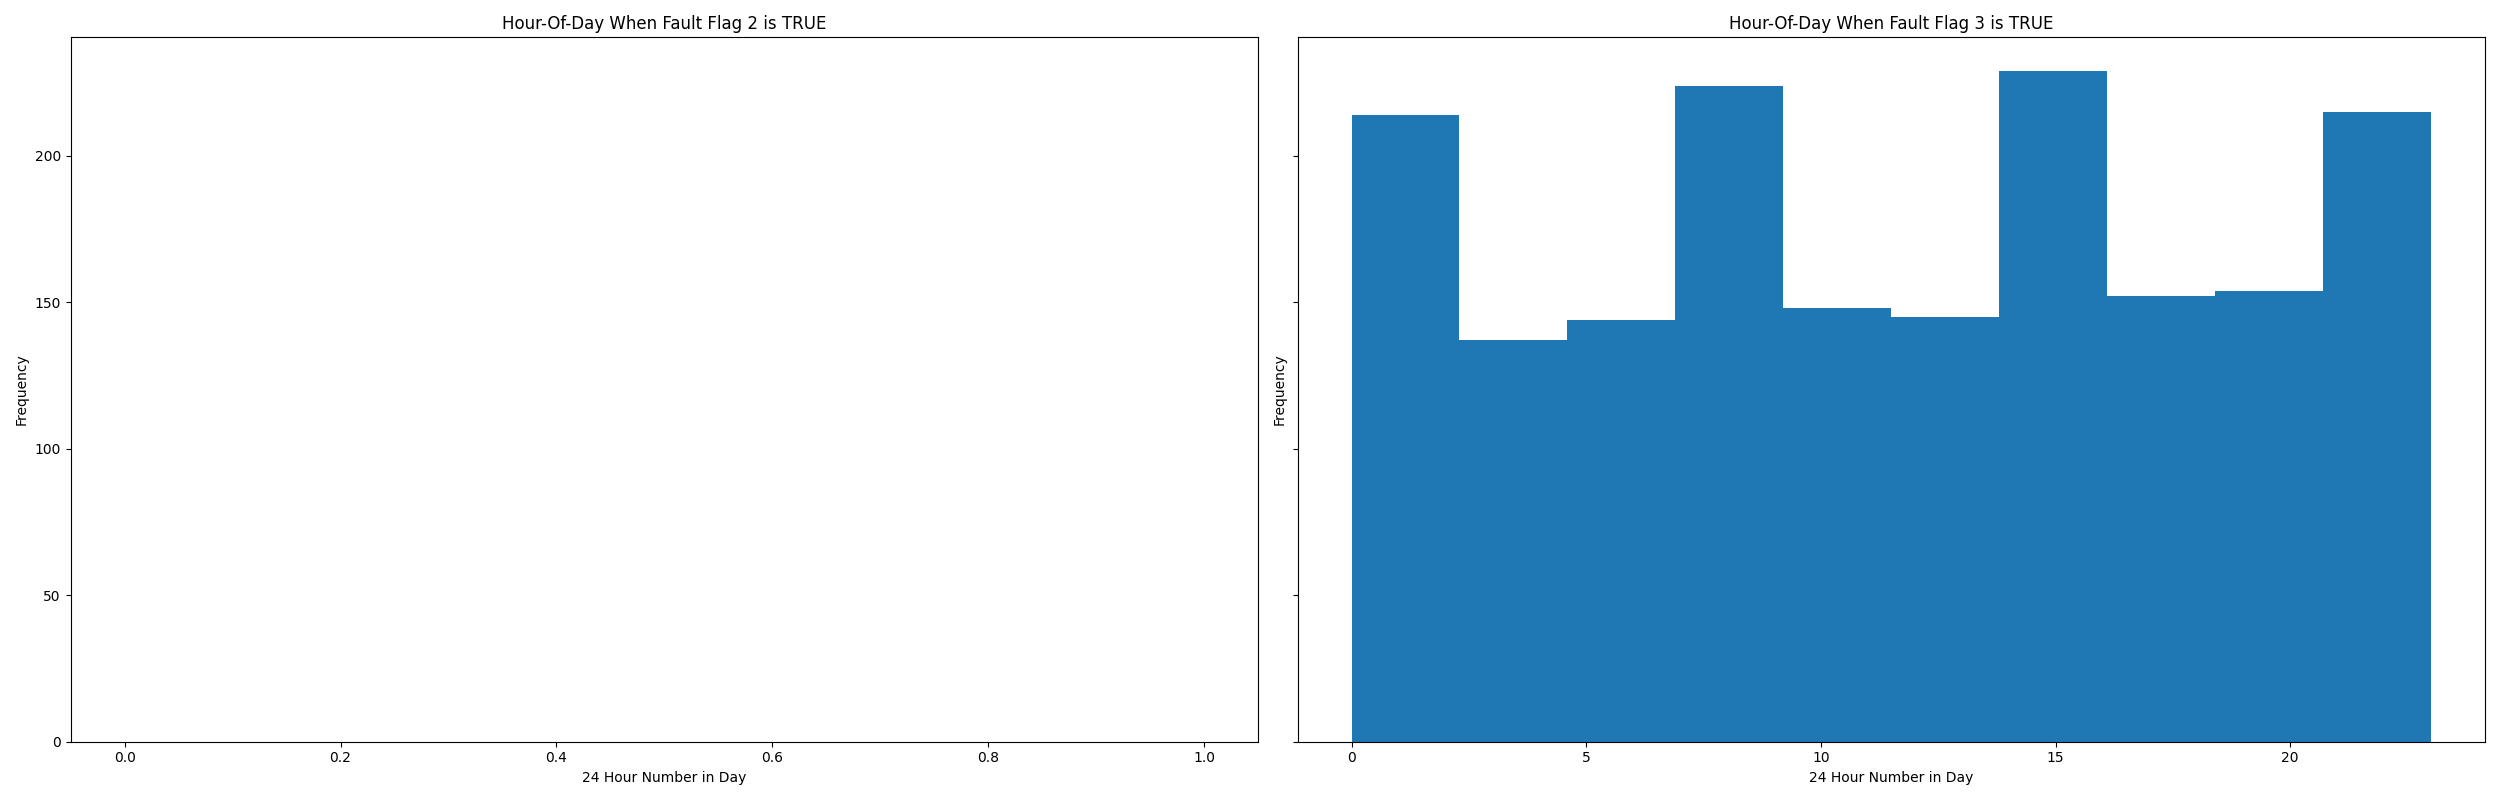 Hour-Of-Day When Fault Flag 2 is TRUE
Frequency
200
150
100
50
0
0.0 0.2 0.4 0.6 0.8 1.0
24 Hour Number in Day
Hour-Of-Day When Fault Flag 3 is TRUE
Frequency
0 5 10 15 20
24 Hour Number in Day